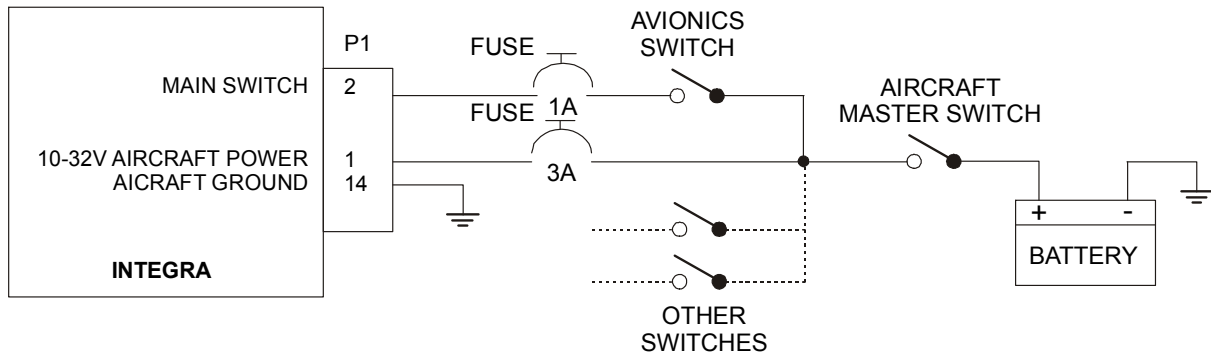 AVIONICS
SWITCH
P1
FUSE
MAIN SWITCH
2
1A
AIRCRAFT
MASTER SWITCH
FUSE
10-32V AIRCRAFT POWER
1
3A
AICRAFT GROUND
14
+ -
BATTERY
INTEGRA
OTHER
SWITCHES